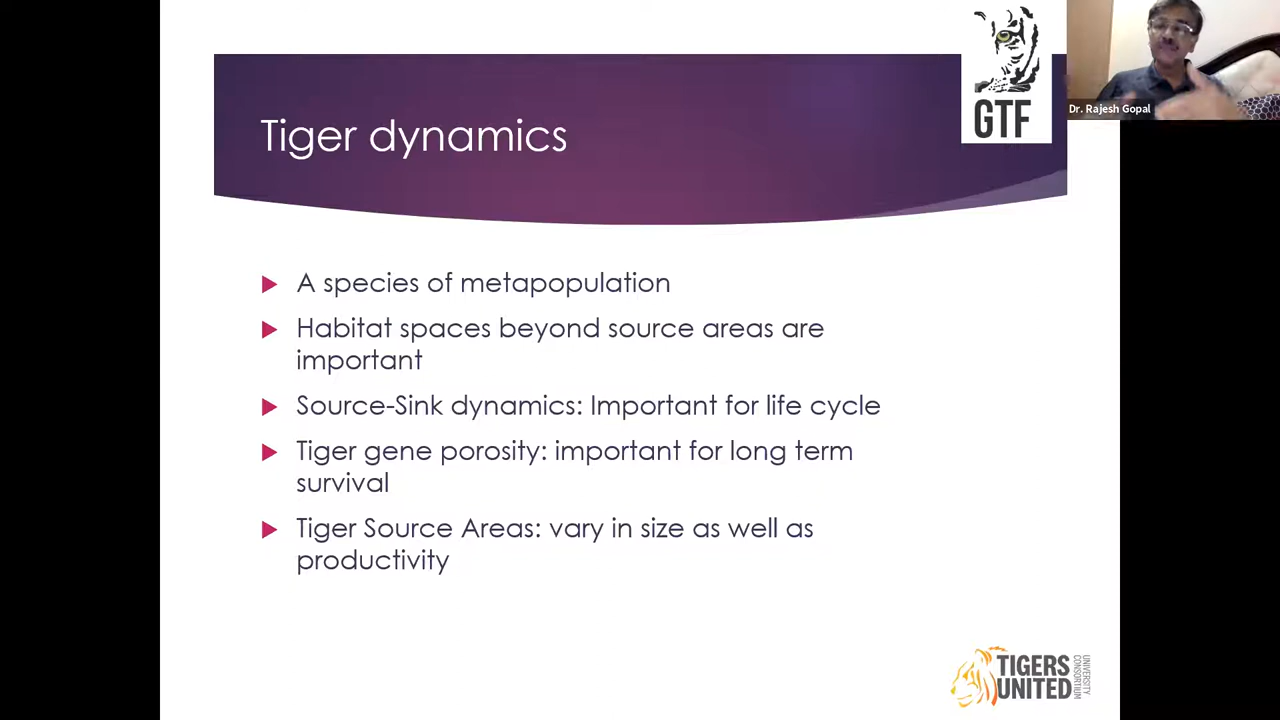 GTF
Dr. Rajesh Gopal
Tiger dynamics
A species of metapopulation
Habitat spaces beyond source areas are
important
Source-Sink dynamics: Important for life cycle
Tiger gene porosity: important for long term
survival
Tiger Source Areas: vary in size as well as
productivity
TIGERS
UNITED
UNIVERSITY
CONSORTIUM